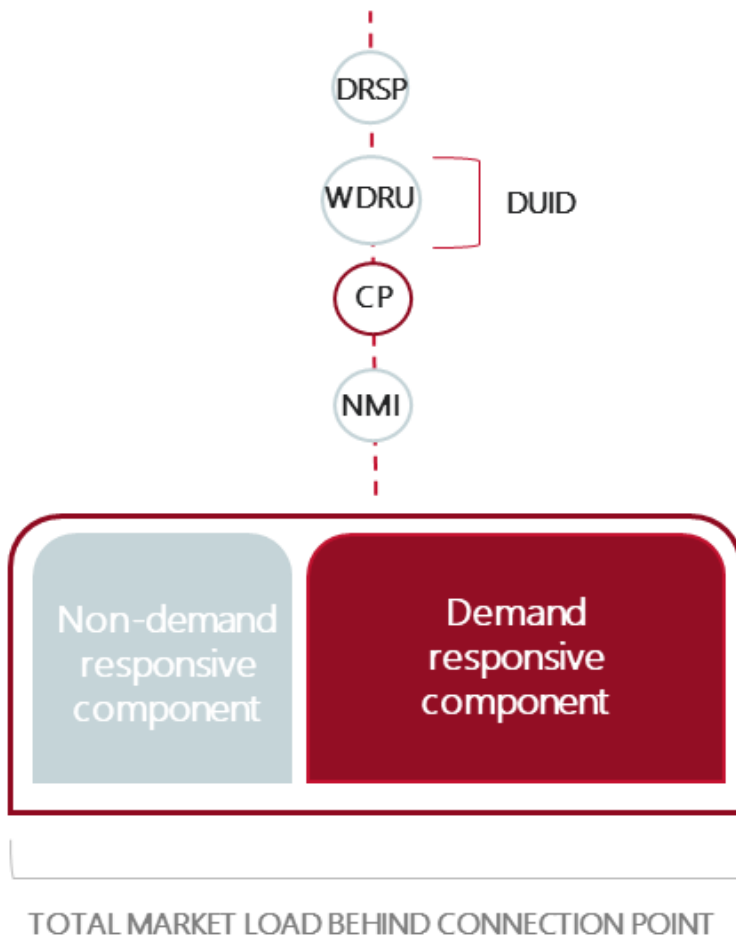 DRSP
WDRU
DUID
CP
NMI
Non-demand
responsive
component
Demand
responsive
component
TOTAL MARKET LOAD BEHIND CONNECTION POINT